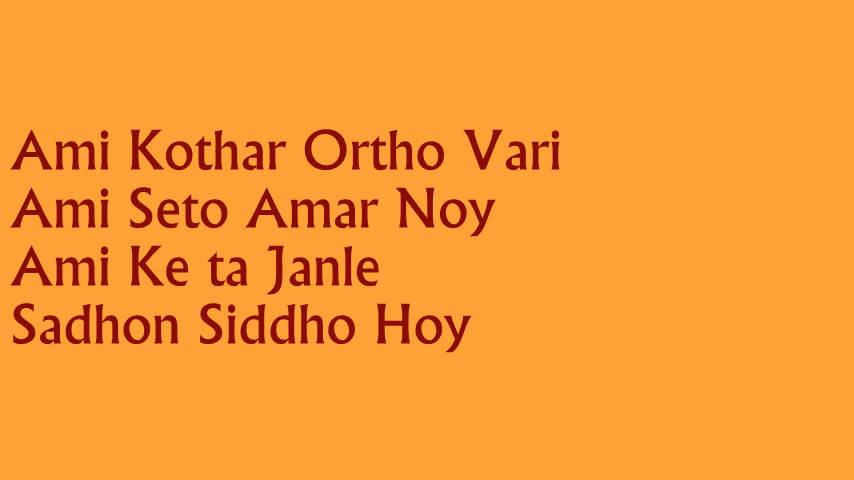 Ami Kothar Ortho Vari
Ami Seto Amar Noy
Ami Ke ta Janle
Sadhon Siddho Hoy